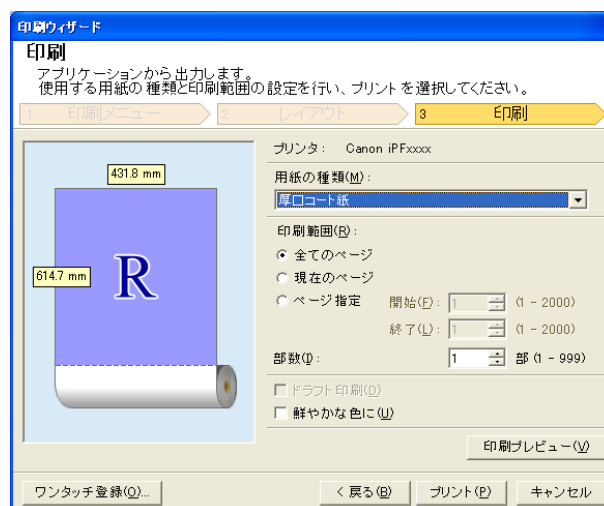 印刷ウィザード
印刷
アプリケーションから出力します。
使用する用紙の種類と印刷範囲の設定を行い、プリントを選択してください。
1 印刷メニュー 2 レイアウト 3 印刷
プリンタ: Canon iPFxxxx
431.8 mm
用紙の種類(M):
厚口コート紙
印刷範囲(R):
全てのページ
614.7 mm
R
現在のページ
ページ指定 開始(F): 1 (1 - 2000)
終了(L): 1 (1 - 2000)
部数(I): 1 部 (1 - 999)
ドラフト印刷(D)
鮮やかな色に(U)
印刷プレビュー(V)
ワンタッチ登録(O)... < 戻る(B) プリント(P) キャンセル